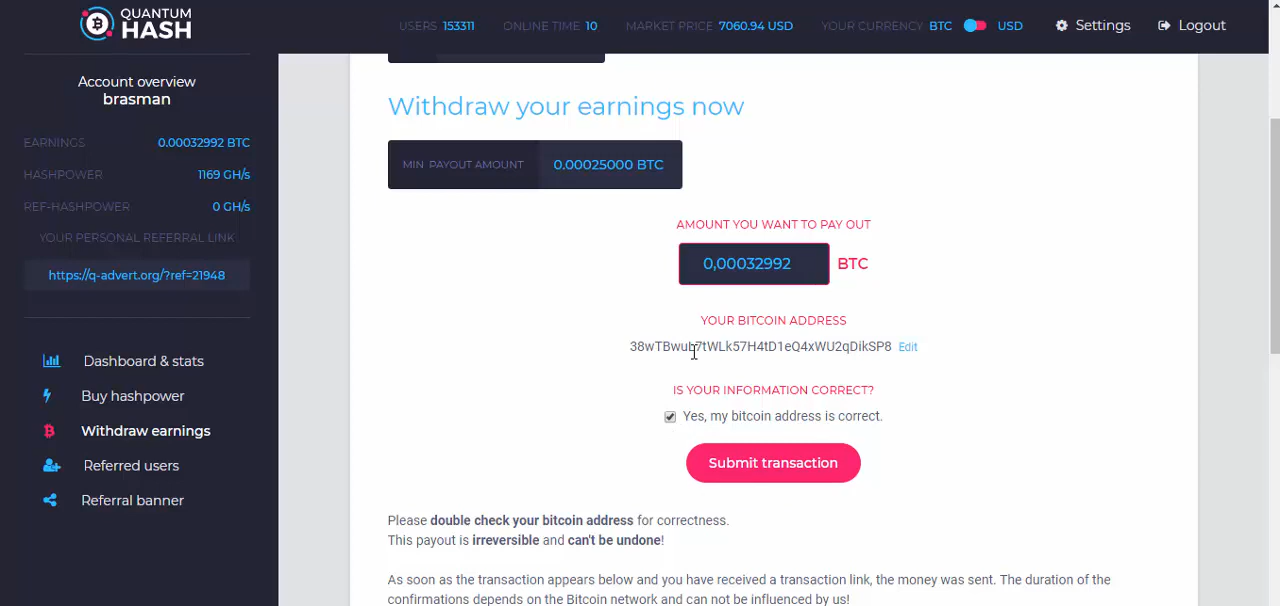 QUANTUM
HASH
USERS 153311 ONLINE TIME 10 MARKET PRICE 7060.94 USD YOUR CURRENCY BTC USD Settings Logout
Account overview
brasman
EARNINGS 0.00032992 BTC
HASHPOWER 1169 GH/s
REF-HASHPOWER 0 GH/s
YOUR PERSONAL REFERRAL LINK
https://q-advert.org/?ref=21948
Dashboard & stats
Buy hashpower
Withdraw earnings
Referred users
Referral banner
Withdraw your earnings now
MIN PAYOUT AMOUNT 0.00025000 BTC
AMOUNT YOU WANT TO PAY OUT
0,00032992 BTC
YOUR BITCOIN ADDRESS
38wTBwub7tWLk57H4tD1eQ4xWU2qDikSP8 Edit
IS YOUR INFORMATION CORRECT?
Yes, my bitcoin address is correct.
Submit transaction
Please double check your bitcoin address for correctness.
This payout is irreversible and can't be undone!
As soon as the transaction appears below and you have received a transaction link, the money was sent. The duration of the
confirmations depends on the Bitcoin network and can not be influenced by us!